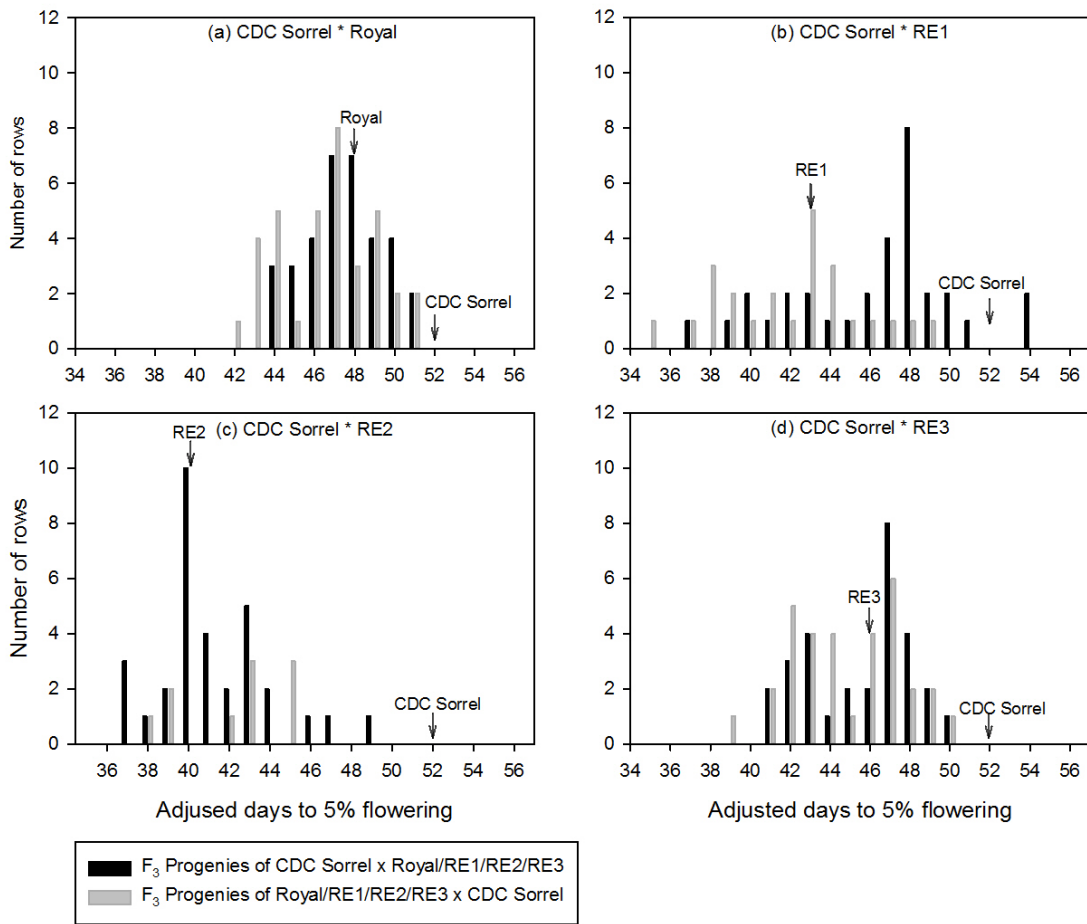 (a) CDC Sorrel * Royal
Number of rows
12
10
8
6
4
2
0
Royal
CDC Sorrel
34 36 38 40 42 44 46 48 50 52 54 56
(b) CDC Sorrel * RE1
12
10
8
6
4
2
0
RE1
CDC Sorrel
34 36 38 40 42 44 46 48 50 52 54 56
(c) CDC Sorrel * RE2
Number of rows
12
10
8
6
4
2
0
RE2
CDC Sorrel
36 38 40 42 44 46 48 50 52 54 56
Adjused days to 5% flowering
(d) CDC Sorrel * RE3
12
10
8
6
4
2
0
RE3
CDC Sorrel
34 36 38 40 42 44 46 48 50 52 54 56
Adjusted days to 5% flowering
F3 Progenies of CDC Sorrel x Royal/RE1/RE2/RE3
F3 Progenies of Royal/RE1/RE2/RE3 x CDC Sorrel